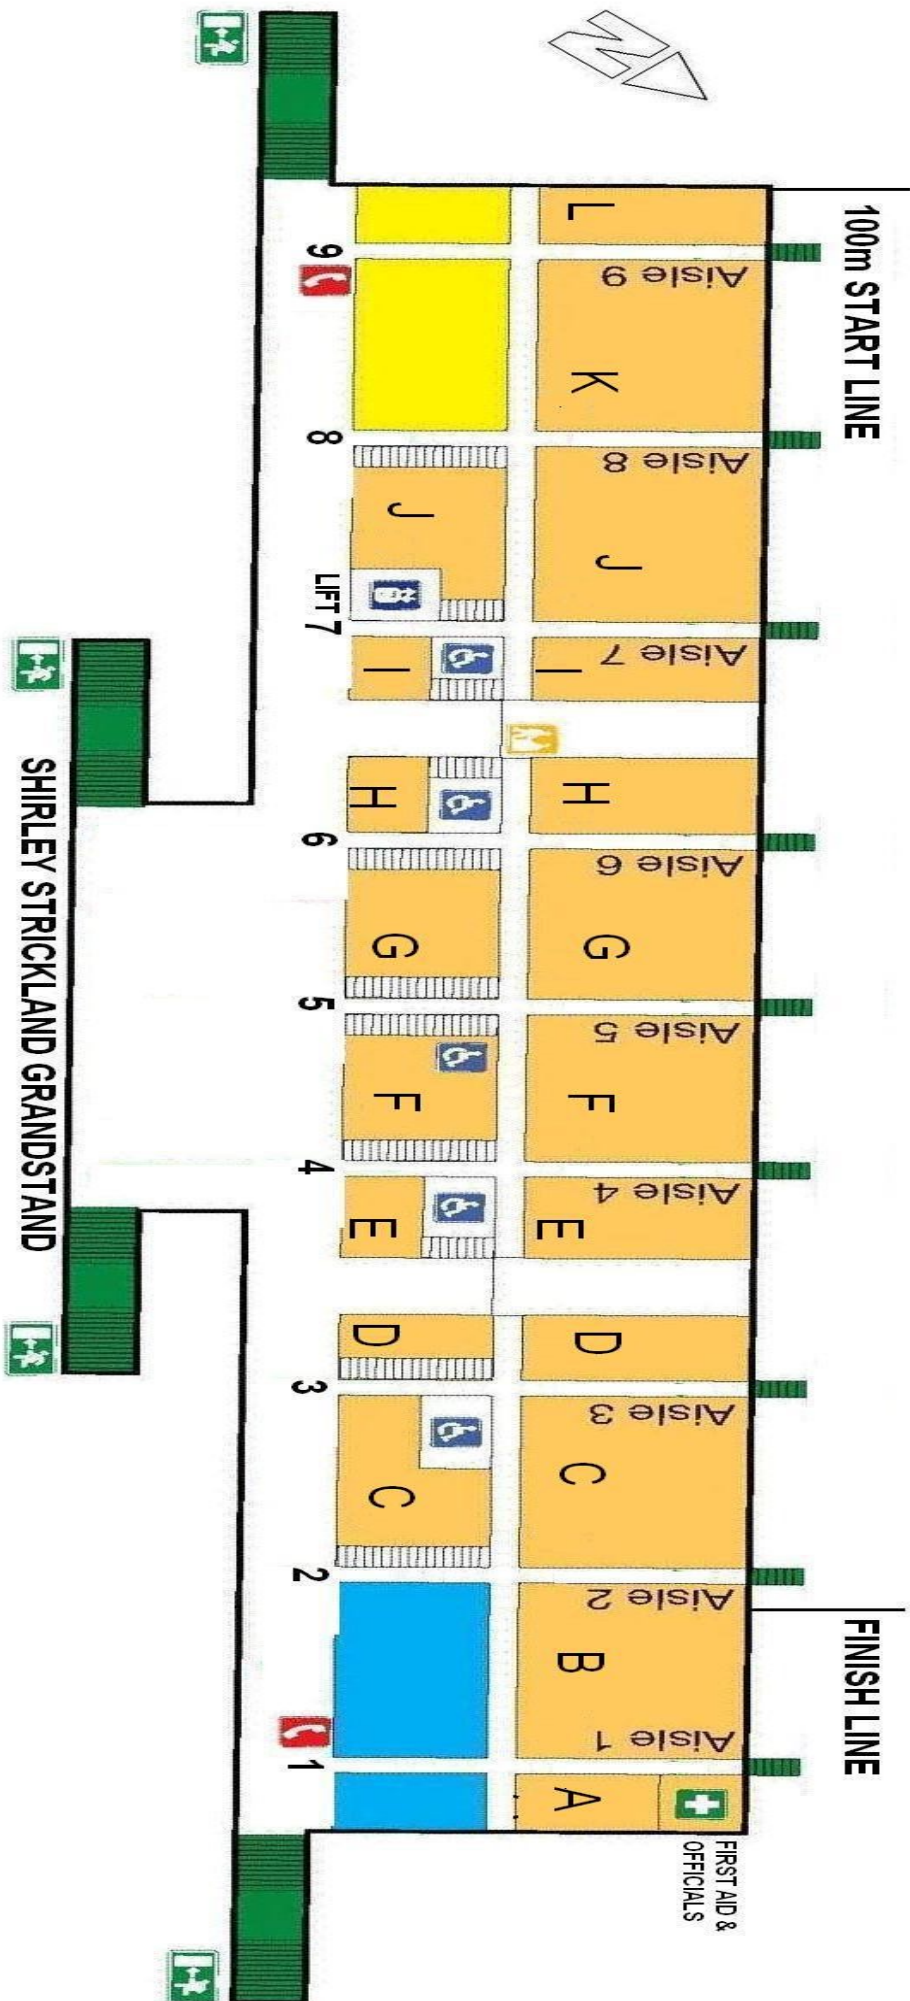 N
100m START LINE
L
9
Aisle 9
K
8
Aisle 8
J
J
LIFT 7
Aisle 7
I
I
H
H
6
Aisle 6
G
G
5
Aisle 5
F
F
4
Aisle 4
E
E
D
D
3
Aisle 3
C
C
2
Aisle 2
B
FINISH LINE
Aisle 1
1
A
FIRST AID &
OFFICIALS
SHIRLEY STRICKLAND GRANDSTAND